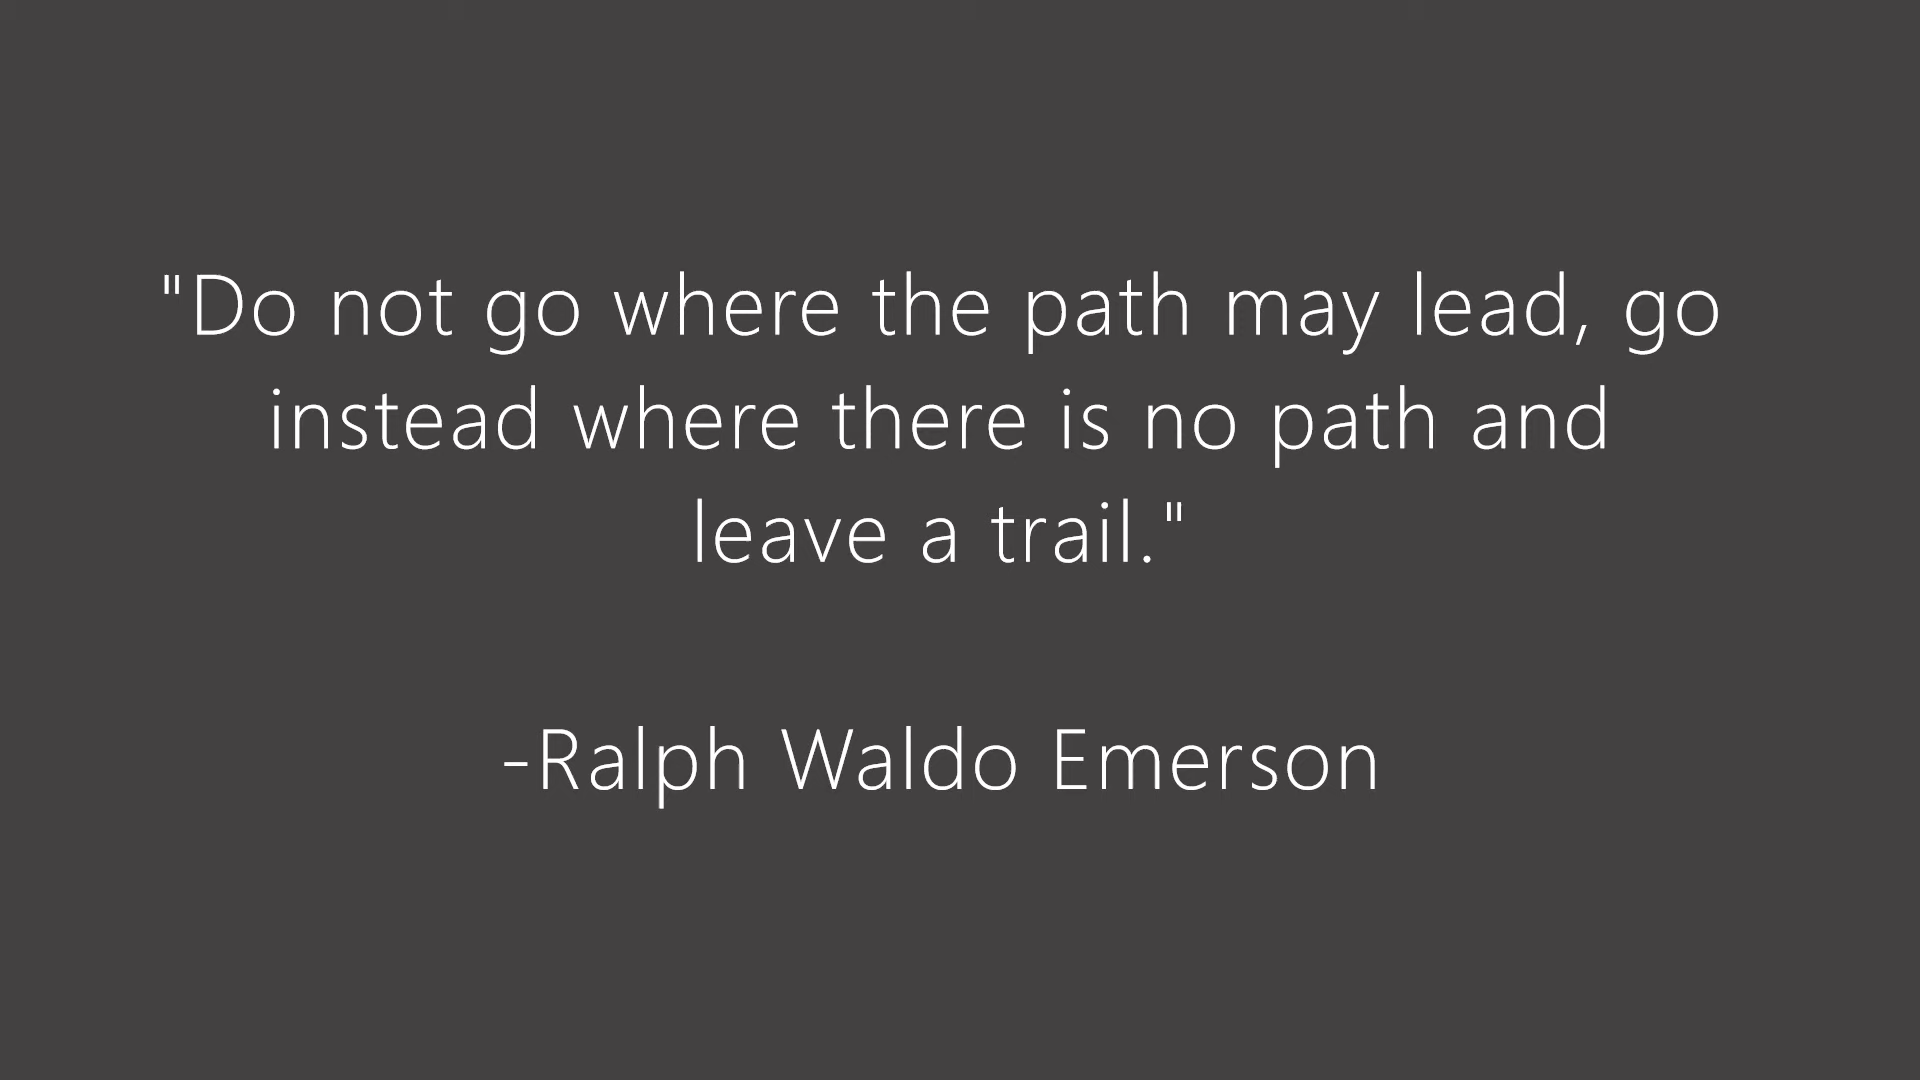 "Do not go where the path may lead, go
instead where there is no path and
leave a trail."
-Ralph Waldo Emerson